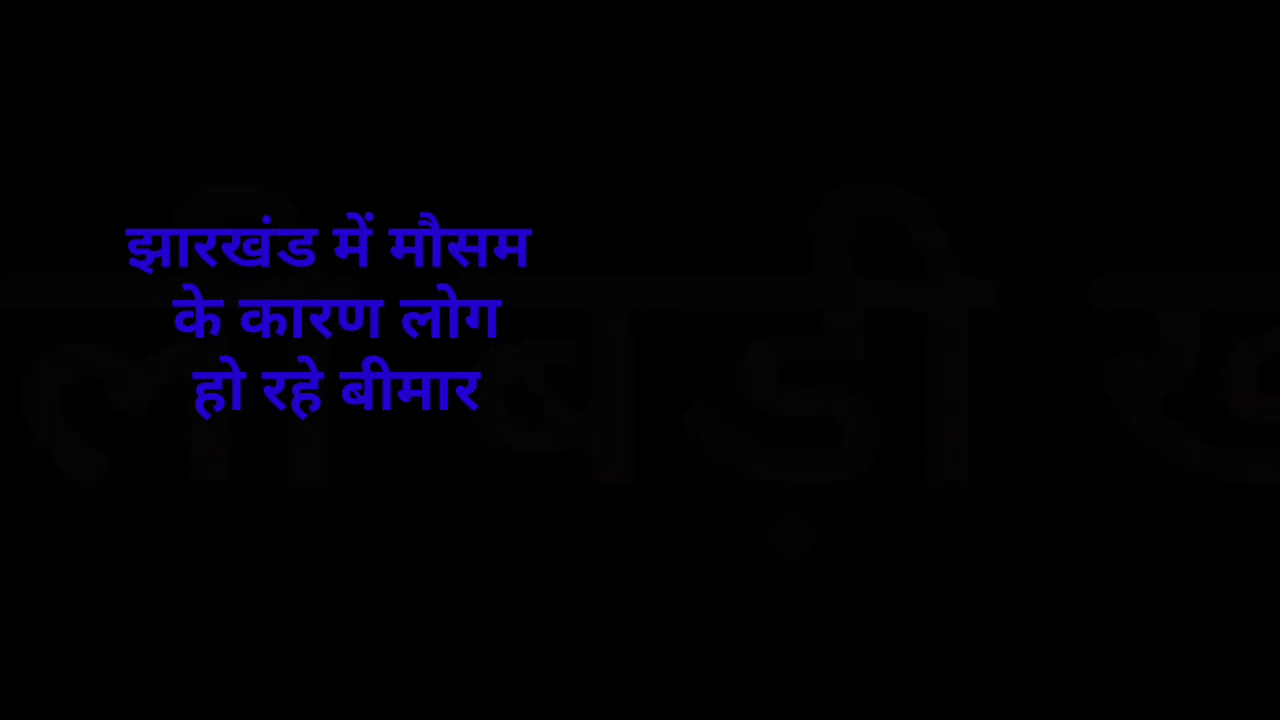 झारखंड में मौसम
के कारण लोग
हो रहे बीमार